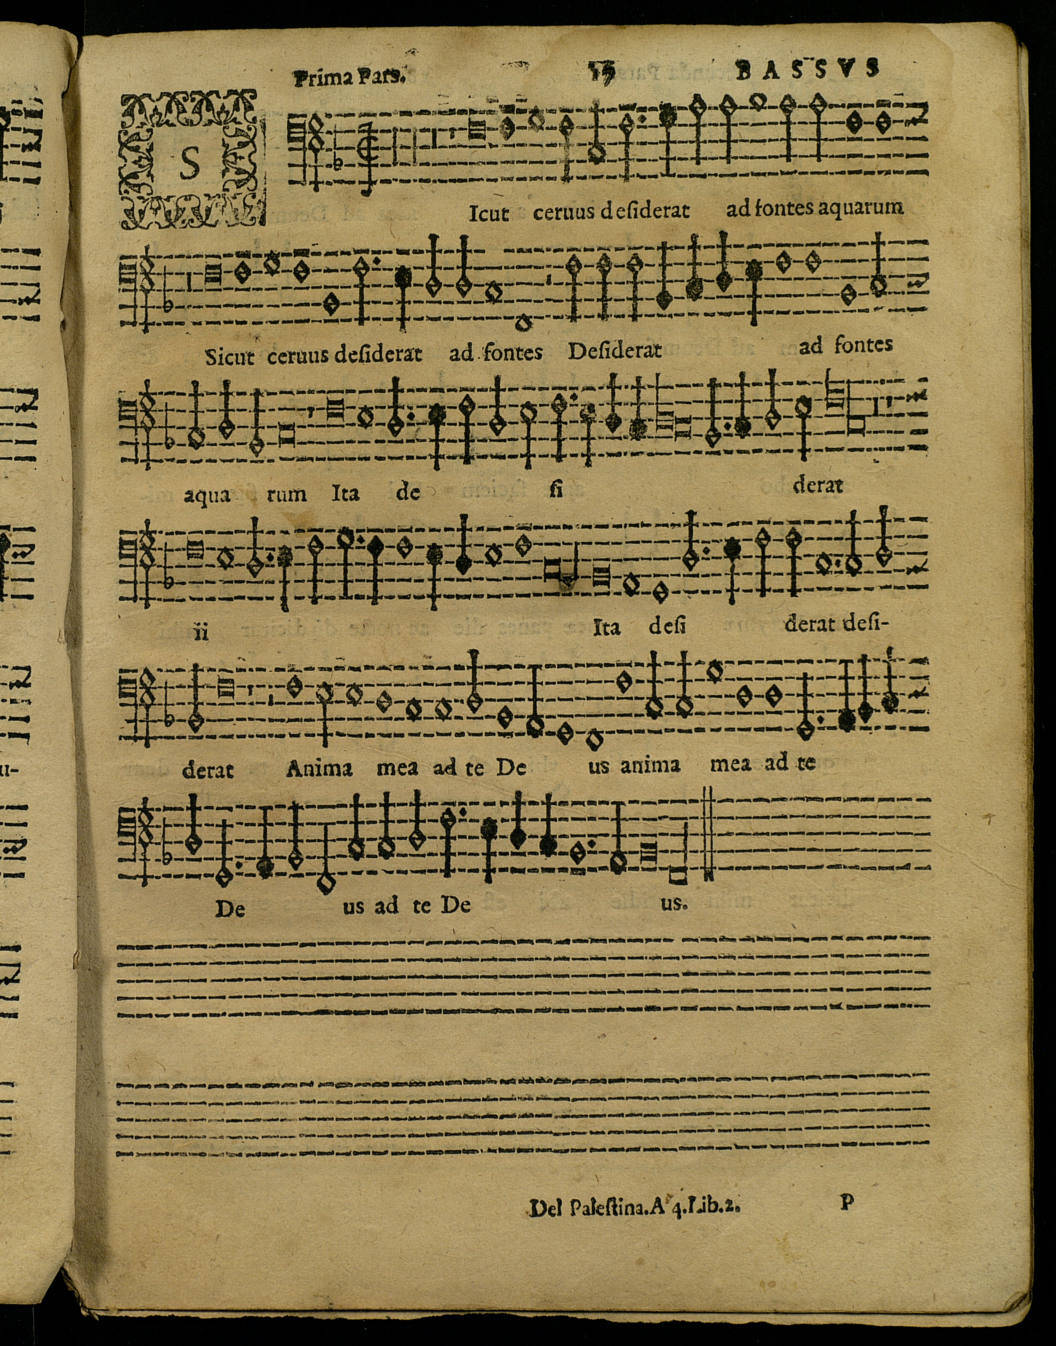 Prima Pars. 15 BASSVS
SIcut ceruus desiderat ad fontes aquarum
Sicut ceruus desiderat ad fontes Desiderat ad fontes
aqua rum Ita de si derat
ii Ita desi derat desi-
derat Anima mea ad te De us anima mea ad te
De us ad te De us.
Del Palestina. A 4. Lib. 2. P